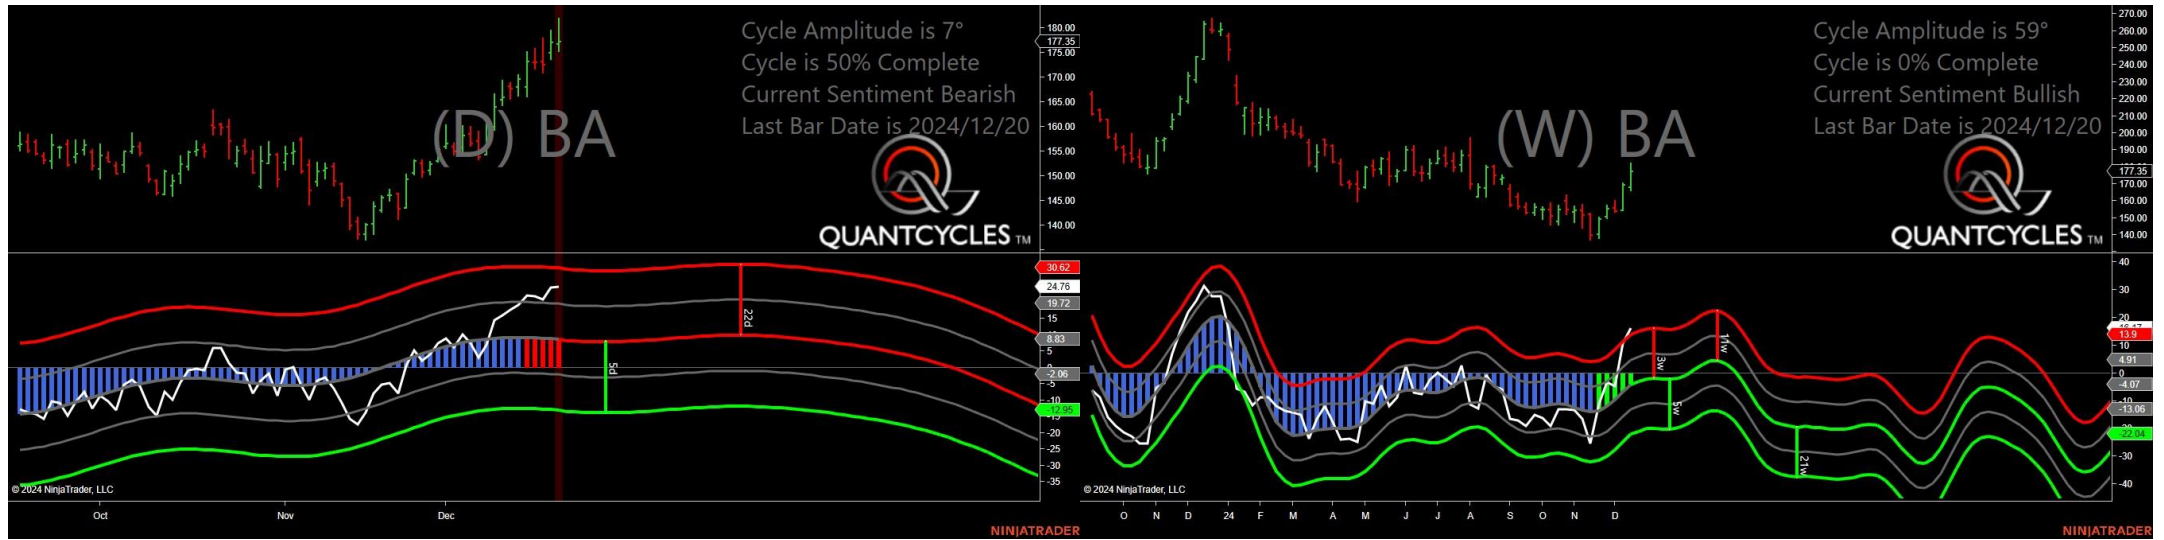 Cycle Amplitude is 7°
Cycle is 50% Complete
Current Sentiment Bearish
Last Bar Date is 2024/12/20
(D) BA
QUANTCYCLES TM
180.00
177.35
175.00
170.00
165.00
160.00
155.00
150.00
145.00
140.00
30.62
24.76
19.72
15
8.83
5
-2.06
-5
-10
-12.95
-15
-20
-25
-30
-35
22d
5d
© 2024 NinjaTrader, LLC
Oct
Nov
Dec
NINJATRADER
Cycle Amplitude is 59°
Cycle is 0% Complete
Current Sentiment Bullish
Last Bar Date is 2024/12/20
(W) BA
QUANTCYCLES TM
270.00
260.00
250.00
240.00
230.00
220.00
210.00
200.00
190.00
177.35
170.00
160.00
150.00
140.00
40
30
20
13.9
10
4.91
0
-4.07
-13.06
-22.04
-30
-40
3w
11w
5w
21w
© 2024 NinjaTrader, LLC
O
N
D
24
F
M
A
M
J
J
A
S
O
N
D
NINJATRADER